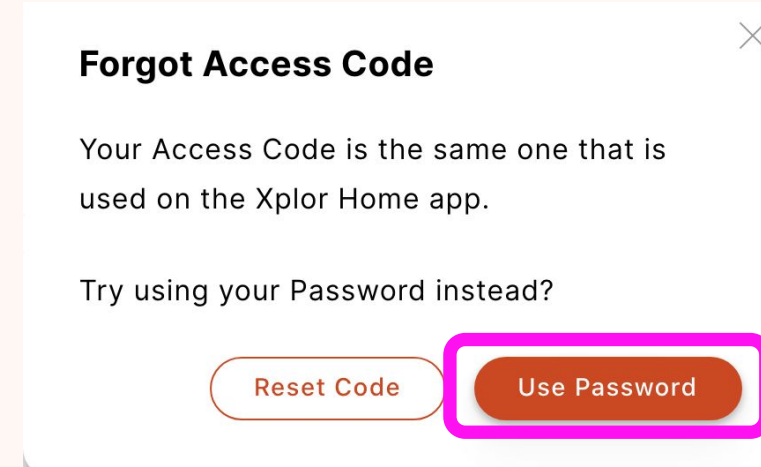 Forgot Access Code
Your Access Code is the same one that is
used on the Xplor Home app.
Try using your Password instead?
Reset Code
Use Password